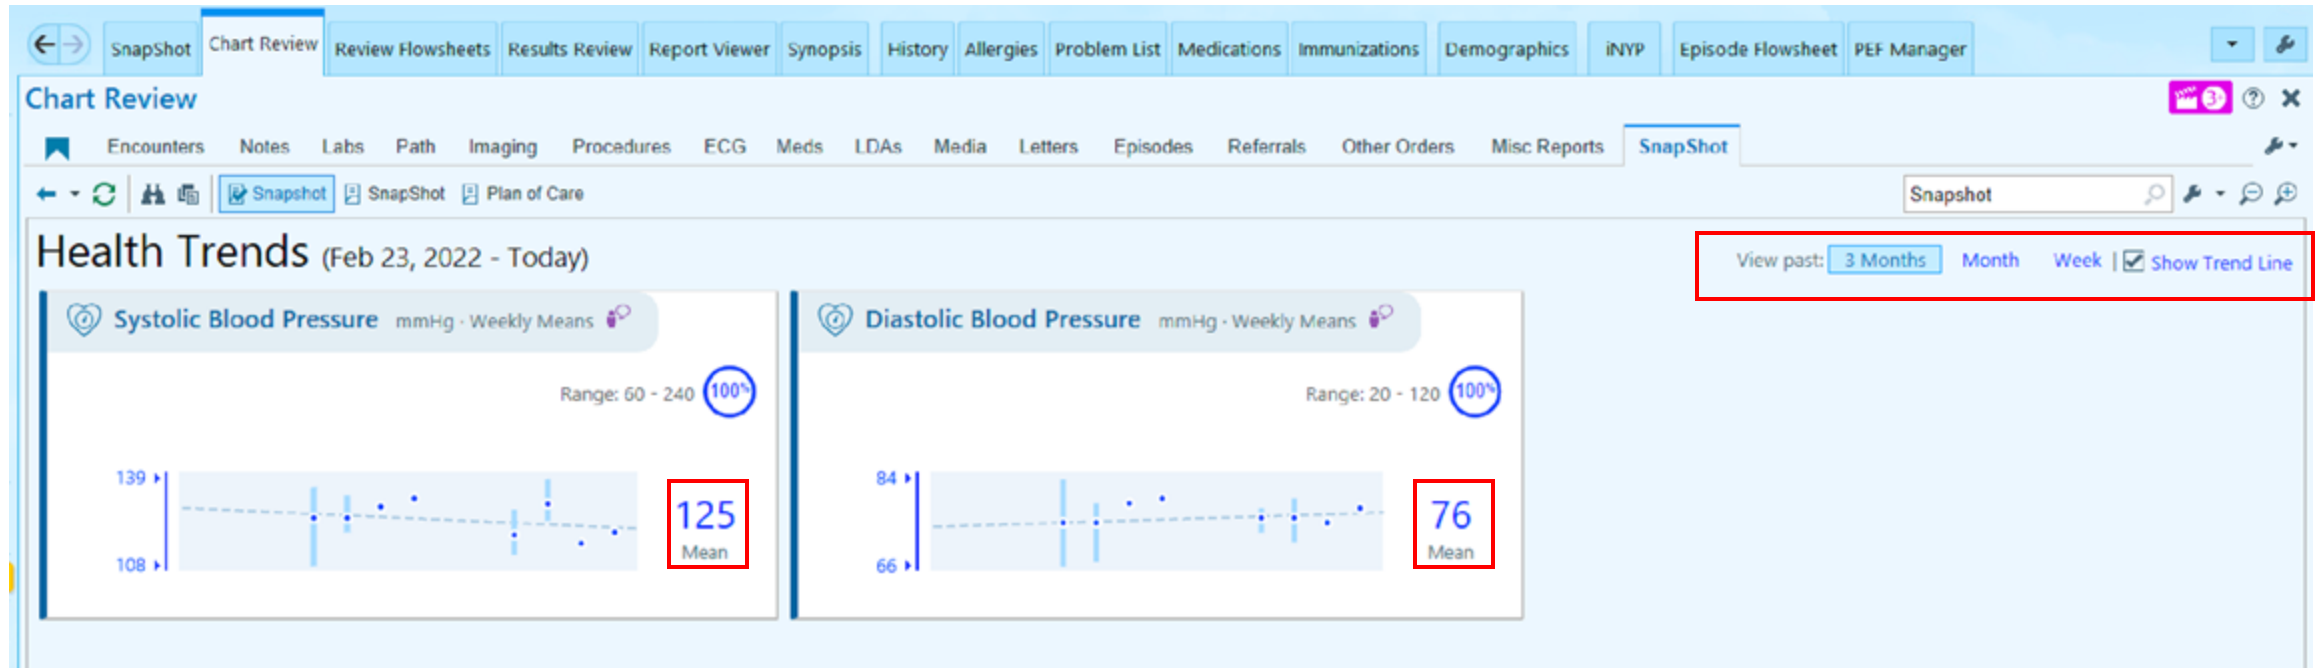 SnapShot Chart Review Review Flowsheets Results Review Report Viewer Synopsis History Allergies Problem List Medications Immunizations Demographics iNYP Episode Flowsheet PEF Manager
Chart Review
3+
Encounters Notes Labs Path Imaging Procedures ECG Meds LDAs Media Letters Episodes Referrals Other Orders Misc Reports SnapShot
Snapshot SnapShot Plan of Care Snapshot
Health Trends (Feb 23, 2022 - Today) View past: 3 Months Month Week | Show Trend Line
Systolic Blood Pressure mmHg · Weekly Means
Range: 60 - 240 100%
139
108
125
Mean
Diastolic Blood Pressure mmHg · Weekly Means
Range: 20 - 120 100%
84
66
76
Mean